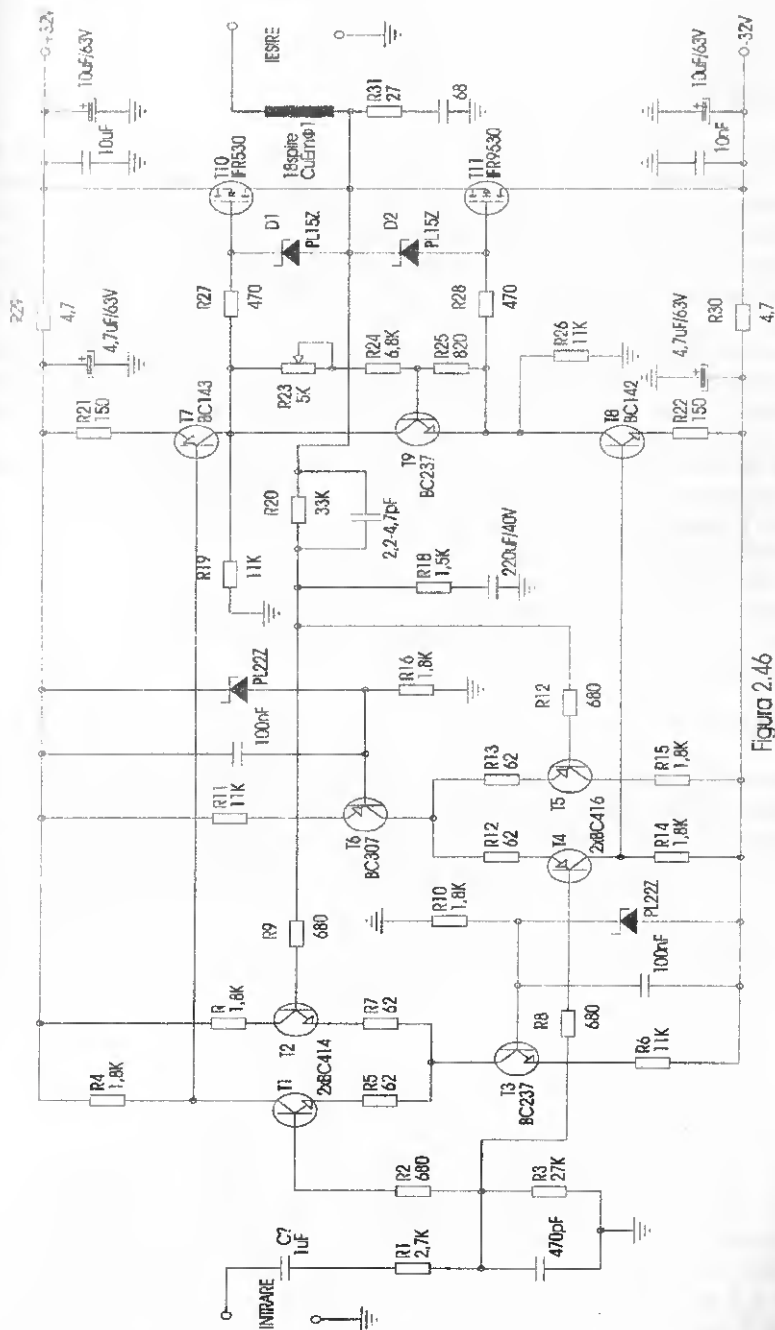 INTRARE
C?
1uF
R1
2,7K
470pF
R3
27K
R2
680
R4
1,8K
T1
2xBC414
R5
62
T2
R
1,8K
R7
62
R9
680
T3
BC237
R8
680
R6
11K
100nF
PL22Z
R10
1,8K
R11
11K
T6
BC307
100nF
PL22Z
R16
1,8K
R12
62
R13
62
T4
2xBC416
T5
R14
1,8K
R15
1,8K
R12
680
R19
11K
R18
1,5K
220uF/40V
R20
33K
2,2-4,7pF
R21
150
T7
BC143
R23
5K
R24
6,8K
T9
BC237
R25
820
R26
11K
T8
BC142
R22
150
R29
4,7
4,7uF/63V
4,7uF/63V
R30
4,7
R27
470
R28
470
D1
PL15Z
D2
PL15Z
T10
IFR530
T11
IFR9530
18spire
CuEmΦ1
R31
27
68
IESIRE
10uF
10uF/63V
10nF
10uF/63V
+32v
-32V
Figura 2.46